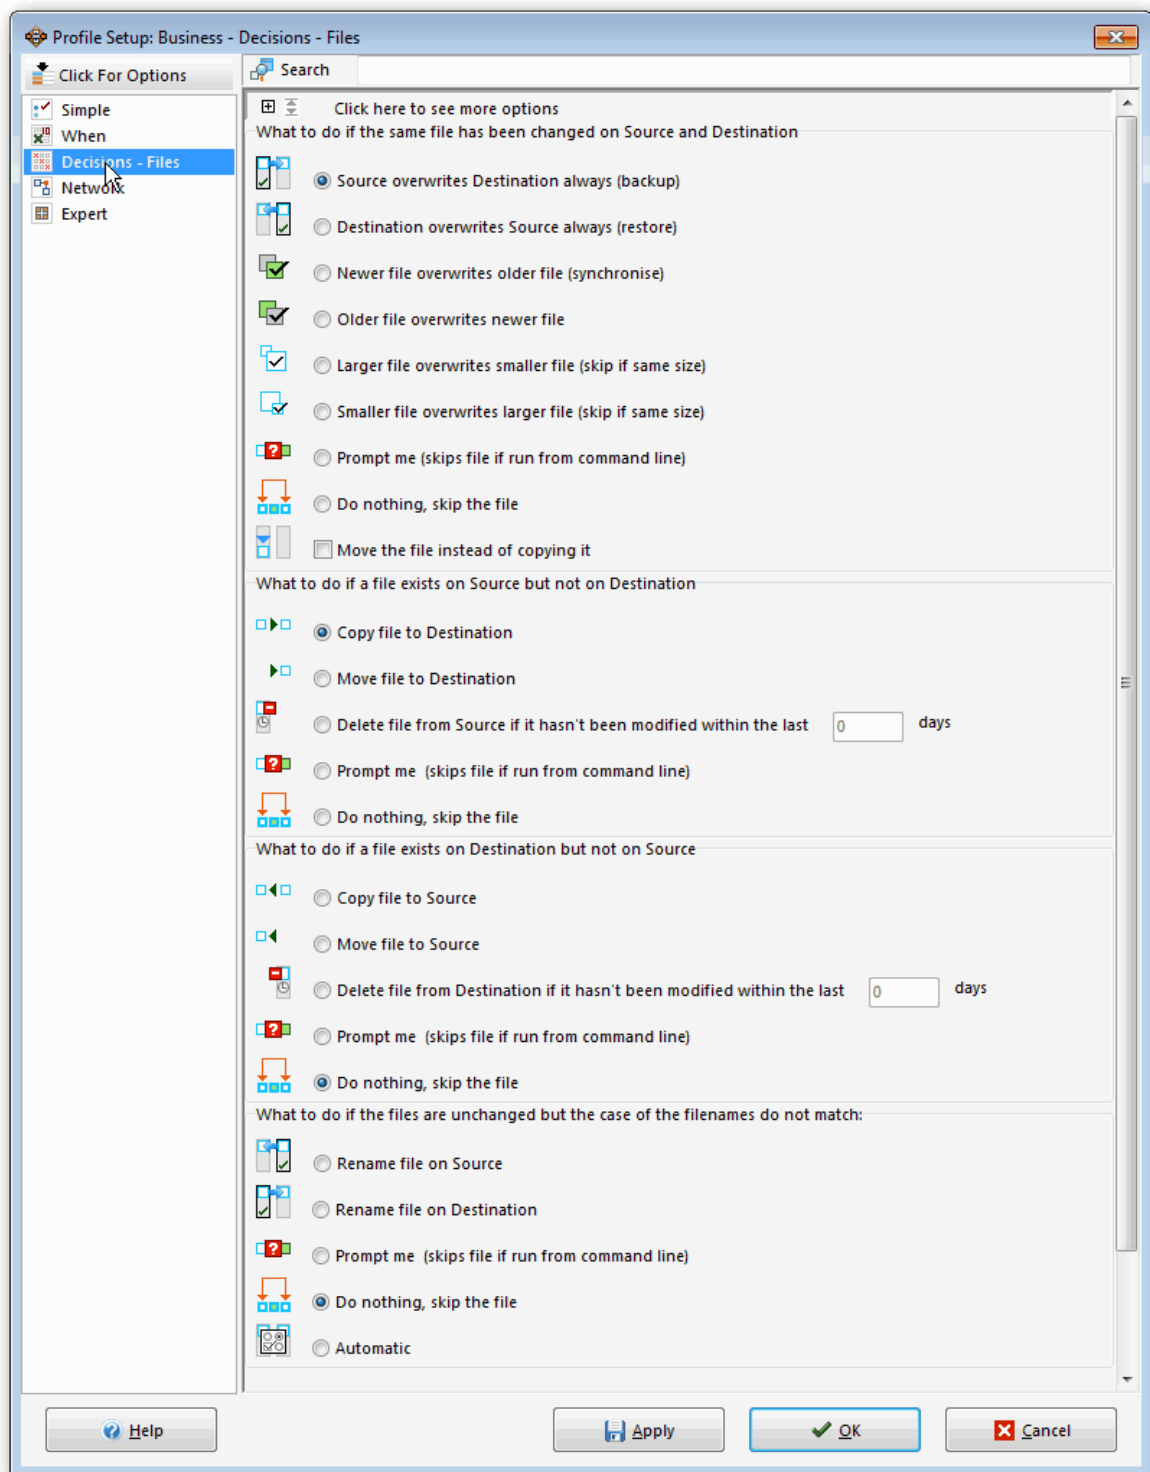 Profile Setup: Business - Decisions - Files
Click For Options
Search
Simple
When
Decisions - Files
Network
Expert
Click here to see more options
What to do if the same file has been changed on Source and Destination
Source overwrites Destination always (backup)
Destination overwrites Source always (restore)
Newer file overwrites older file (synchronise)
Older file overwrites newer file
Larger file overwrites smaller file (skip if same size)
Smaller file overwrites larger file (skip if same size)
Prompt me (skips file if run from command line)
Do nothing, skip the file
Move the file instead of copying it
What to do if a file exists on Source but not on Destination
Copy file to Destination
Move file to Destination
Delete file from Source if it hasn't been modified within the last 0 days
Prompt me  (skips file if run from command line)
Do nothing, skip the file
What to do if a file exists on Destination but not on Source
Copy file to Source
Move file to Source
Delete file from Destination if it hasn't been modified within the last 0 days
Prompt me  (skips file if run from command line)
Do nothing, skip the file
What to do if the files are unchanged but the case of the filenames do not match:
Rename file on Source
Rename file on Destination
Prompt me  (skips file if run from command line)
Do nothing, skip the file
Automatic
Help
Apply
OK
Cancel